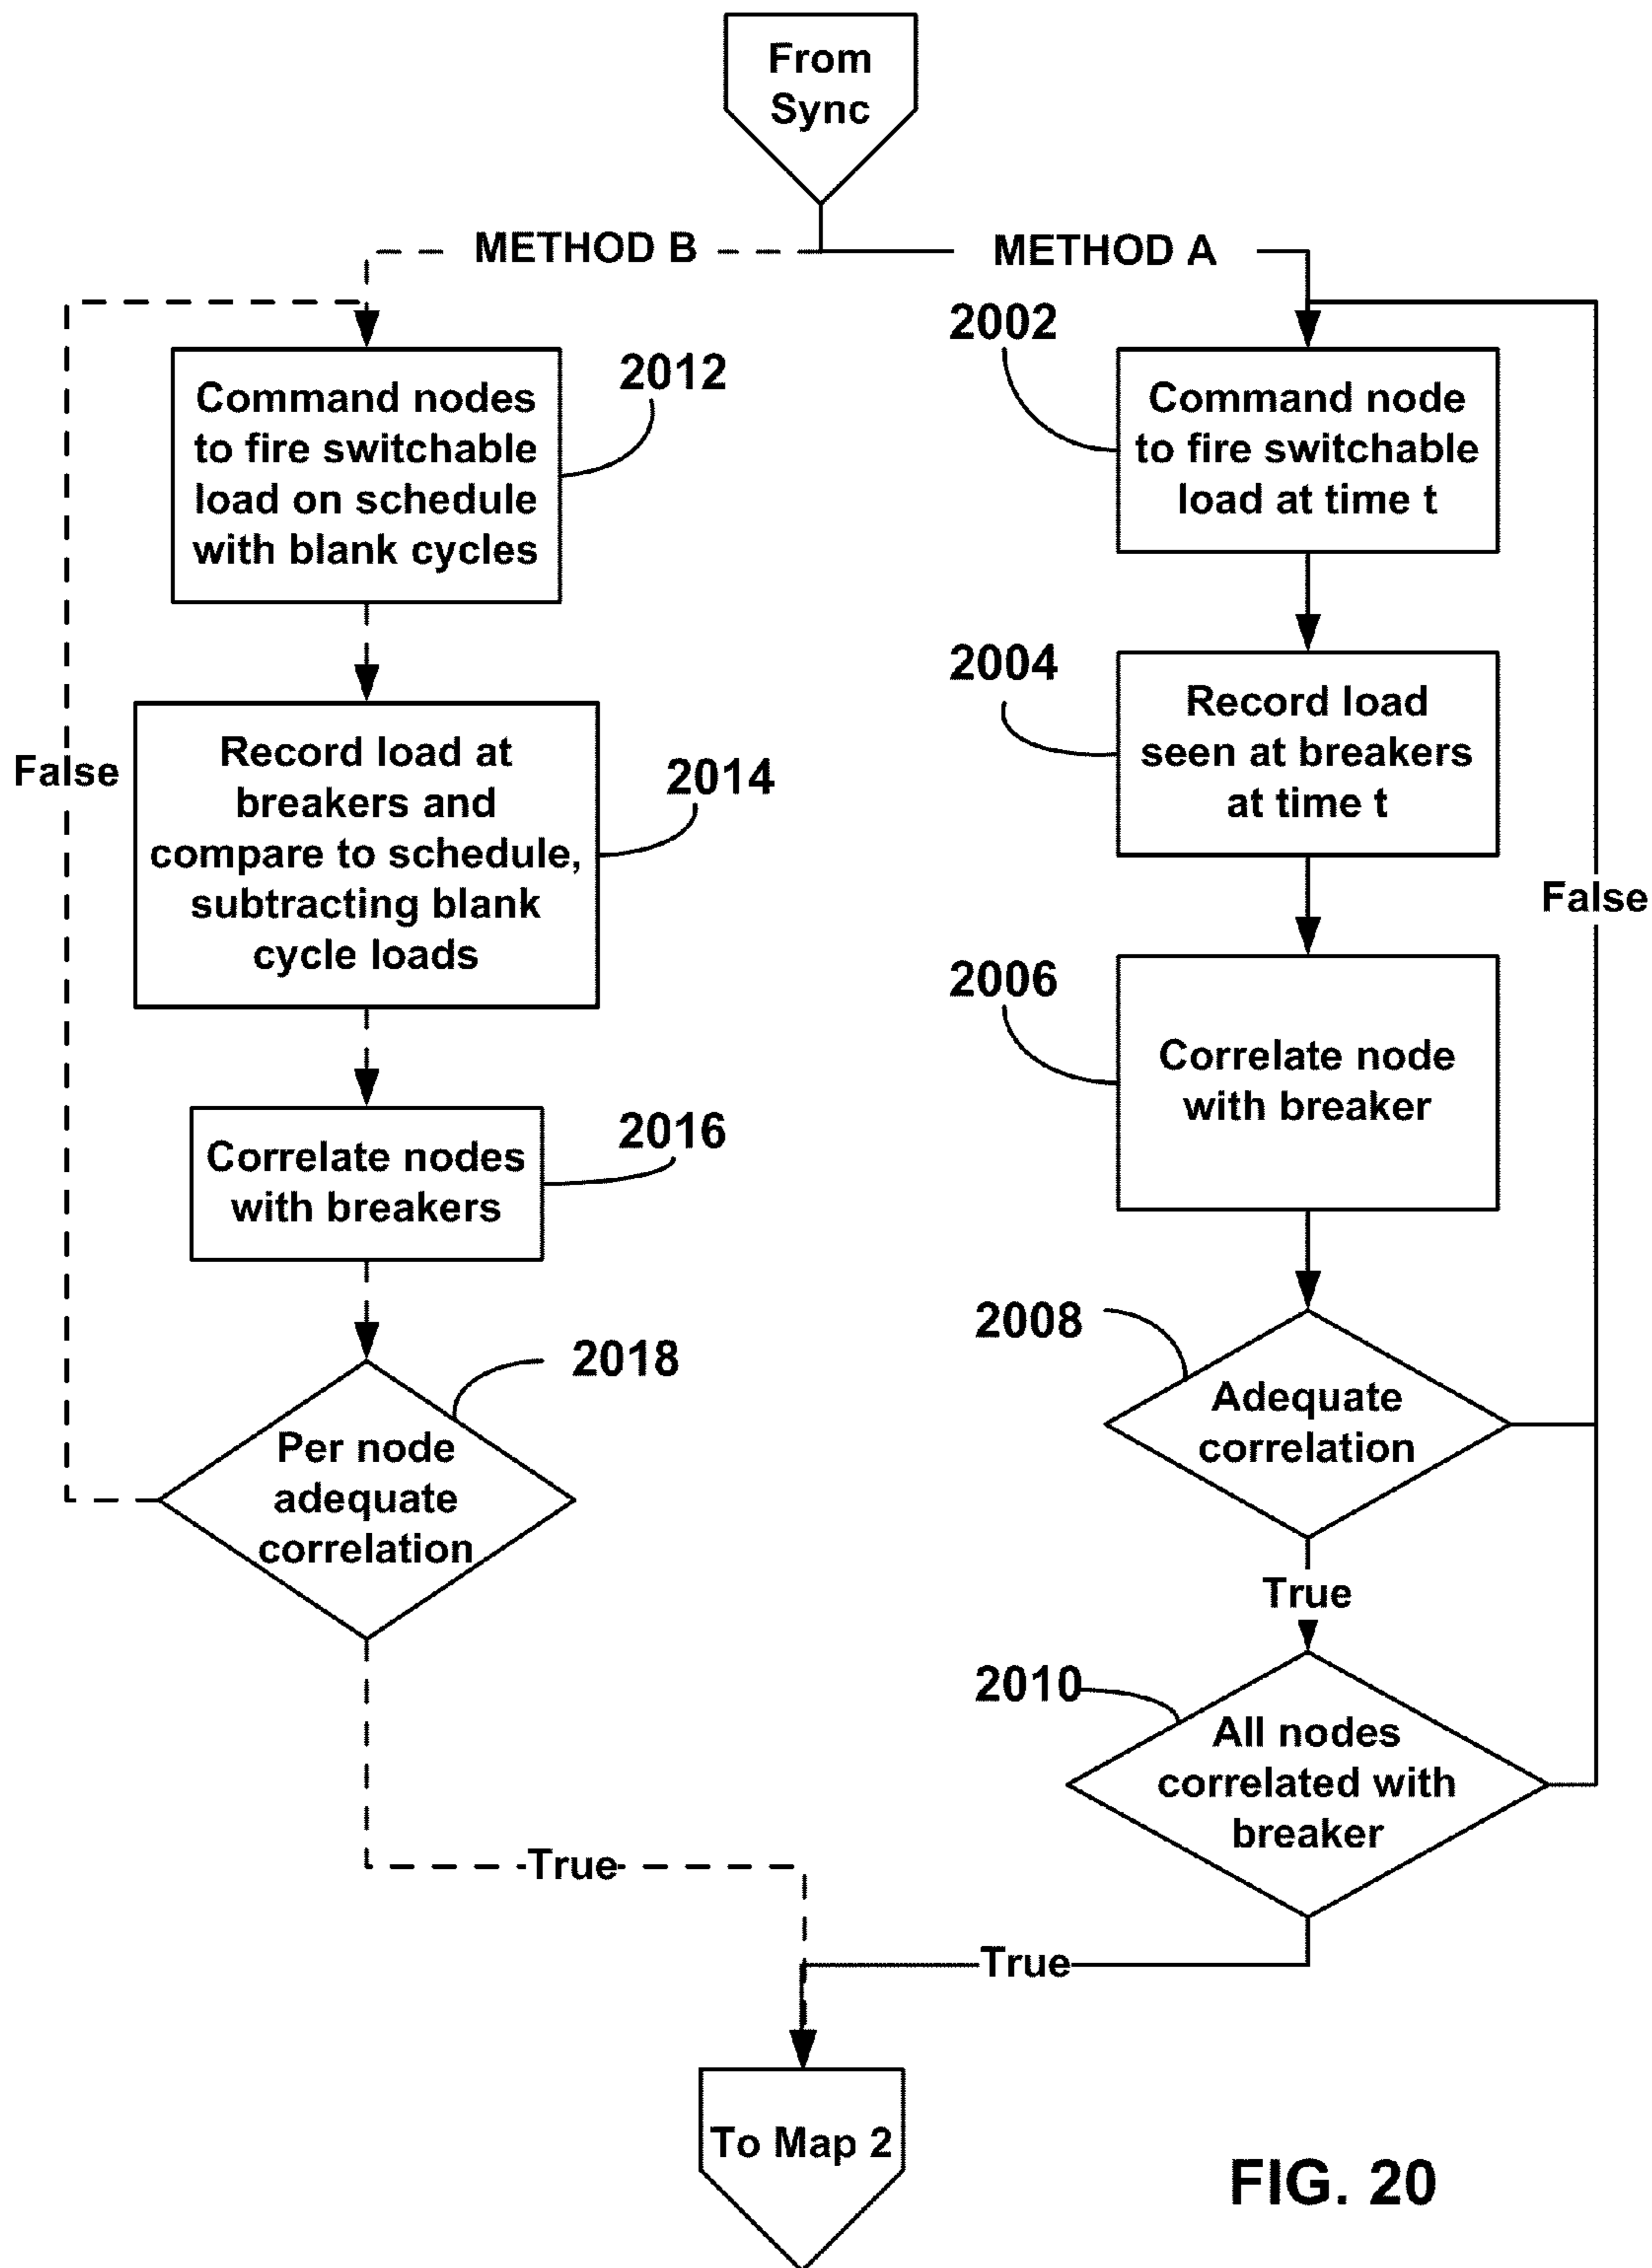 From
Sync
METHOD B
METHOD A
2012
Command nodes
to fire switchable
load on schedule
with blank cycles
False
2014
Record load at
breakers and
compare to schedule,
subtracting blank
cycle loads
2016
Correlate nodes
with breakers
2018
Per node
adequate
correlation
True
2002
Command node
to fire switchable
load at time t
2004
Record load
seen at breakers
at time t
False
2006
Correlate node
with breaker
2008
Adequate
correlation
True
2010
All nodes
correlated with
breaker
True
To Map 2
FIG. 20